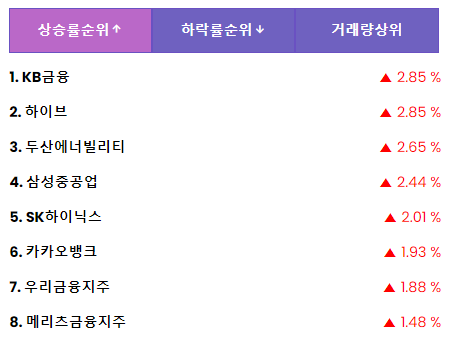 상승률순위↑ 하락률순위↓ 거래량상위
1. KB금융 ▲ 2.85 %
2. 하이브 ▲ 2.85 %
3. 두산에너빌리티 ▲ 2.65 %
4. 삼성중공업 ▲ 2.44 %
5. SK하이닉스 ▲ 2.01 %
6. 카카오뱅크 ▲ 1.93 %
7. 우리금융지주 ▲ 1.88 %
8. 메리츠금융지주 ▲ 1.48 %